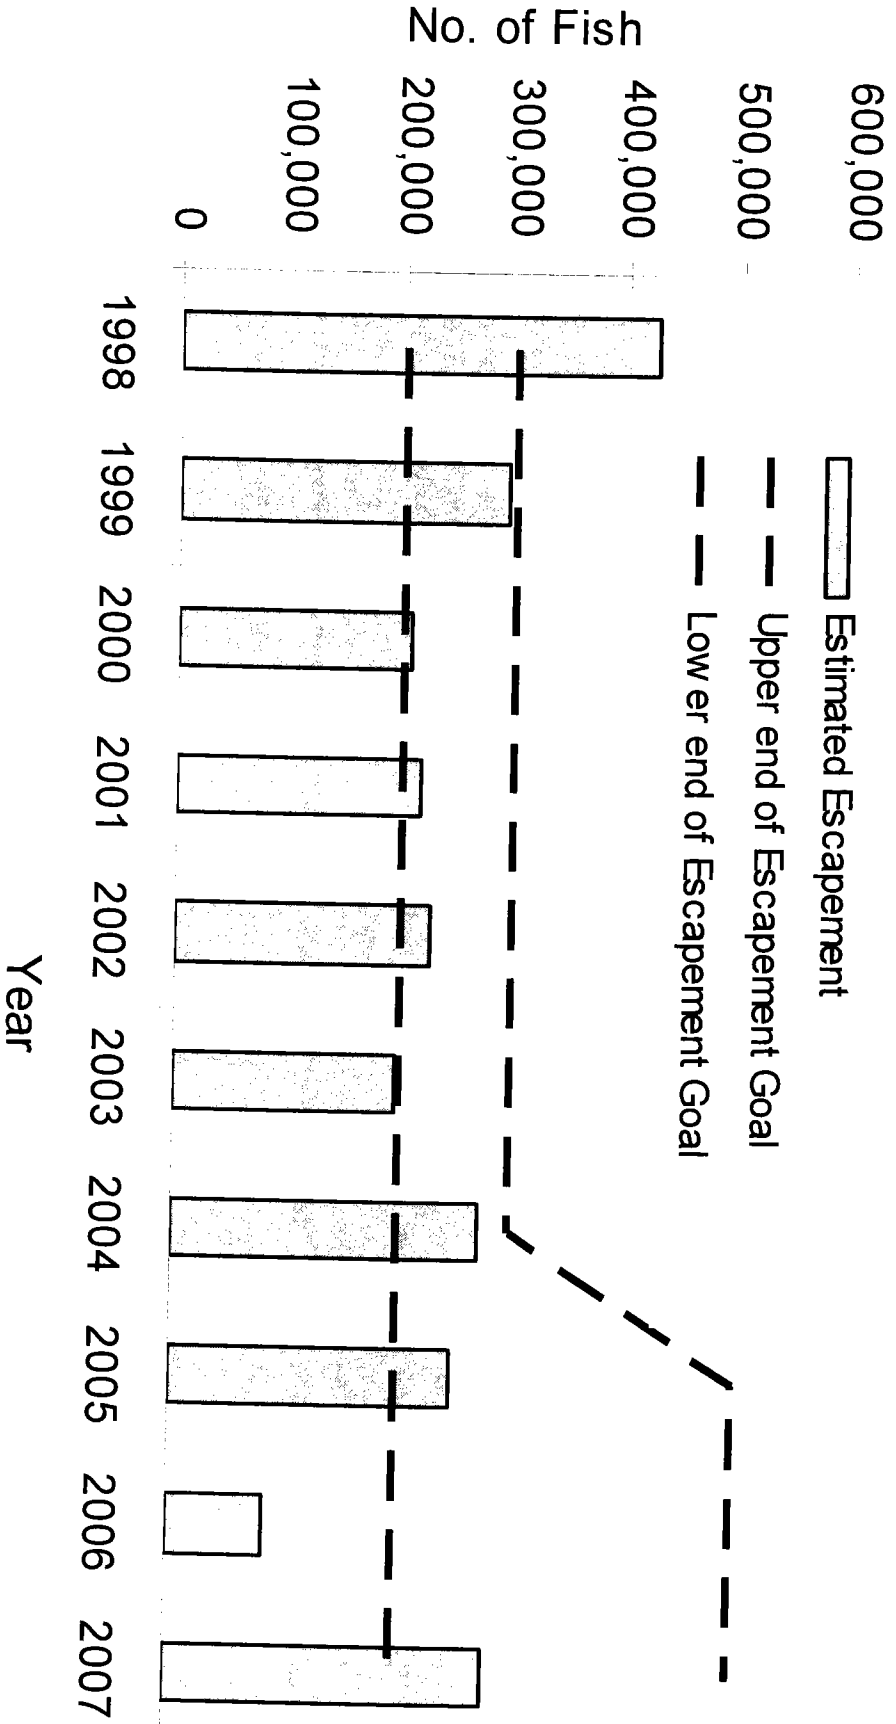 Estimated Escapement
Upper end of Escapement Goal
Lower end of Escapement Goal
No. of Fish
600,000
500,000
400,000
300,000
200,000
100,000
0
1998 1999 2000 2001 2002 2003 2004 2005 2006 2007
Year